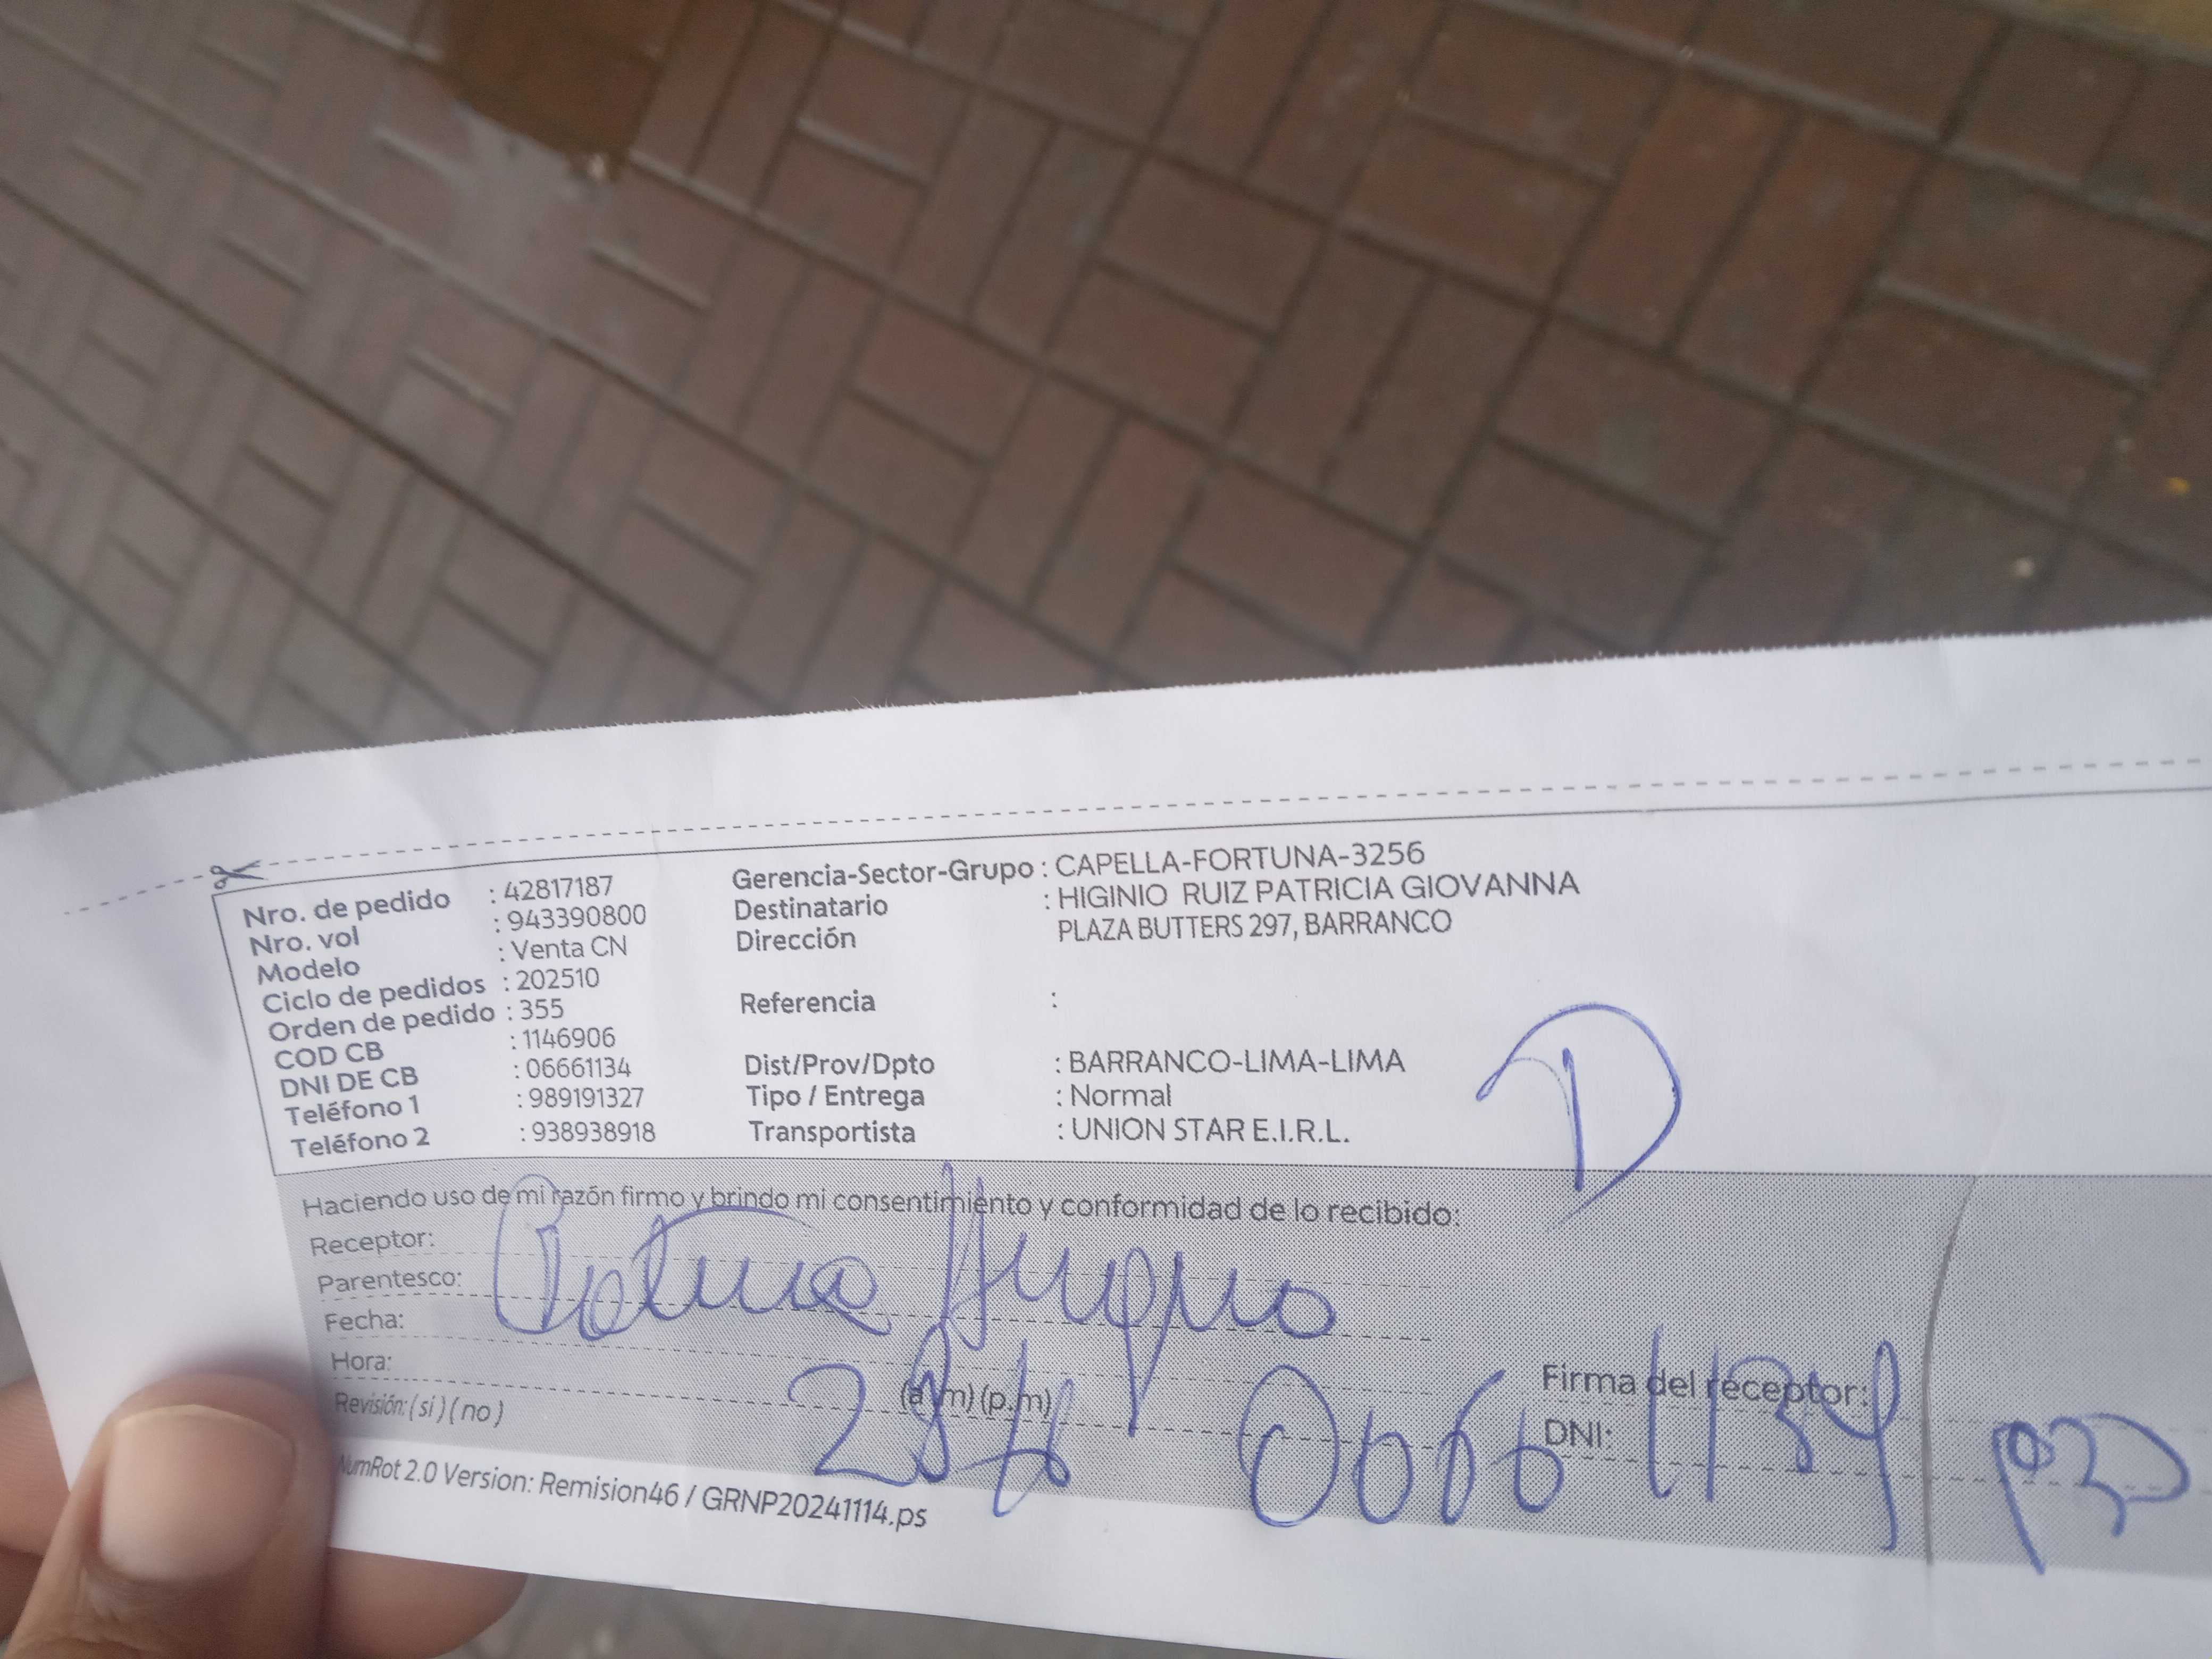 Nro. de pedido : 42817187
Nro. vol : 943390800
Modelo : Venta CN
Ciclo de pedidos : 202510
Orden de pedido : 355
COD CB : 1146906
DNI DE CB : 06661134
Teléfono 1 : 989191327
Teléfono 2 : 938938918
Gerencia-Sector-Grupo : CAPELLA-FORTUNA-3256
Destinatario : HIGINIO RUIZ PATRICIA GIOVANNA
Dirección PLAZA BUTTERS 297, BARRANCO
Referencia :
Dist/Prov/Dpto : BARRANCO-LIMA-LIMA
Tipo / Entrega : Normal
Transportista : UNION STAR E.I.R.L.
D
Haciendo uso de mi razón firmo y brindo mi consentimiento y conformidad de lo recibido:
Receptor:
Parentesco:
Fecha:
Hora: (a.m) (p.m)
Revisión: ( si ) ( no )
Firma del receptor:
DNI:
NumRot 2.0 Version: Remision46 / GRNP20241114.ps